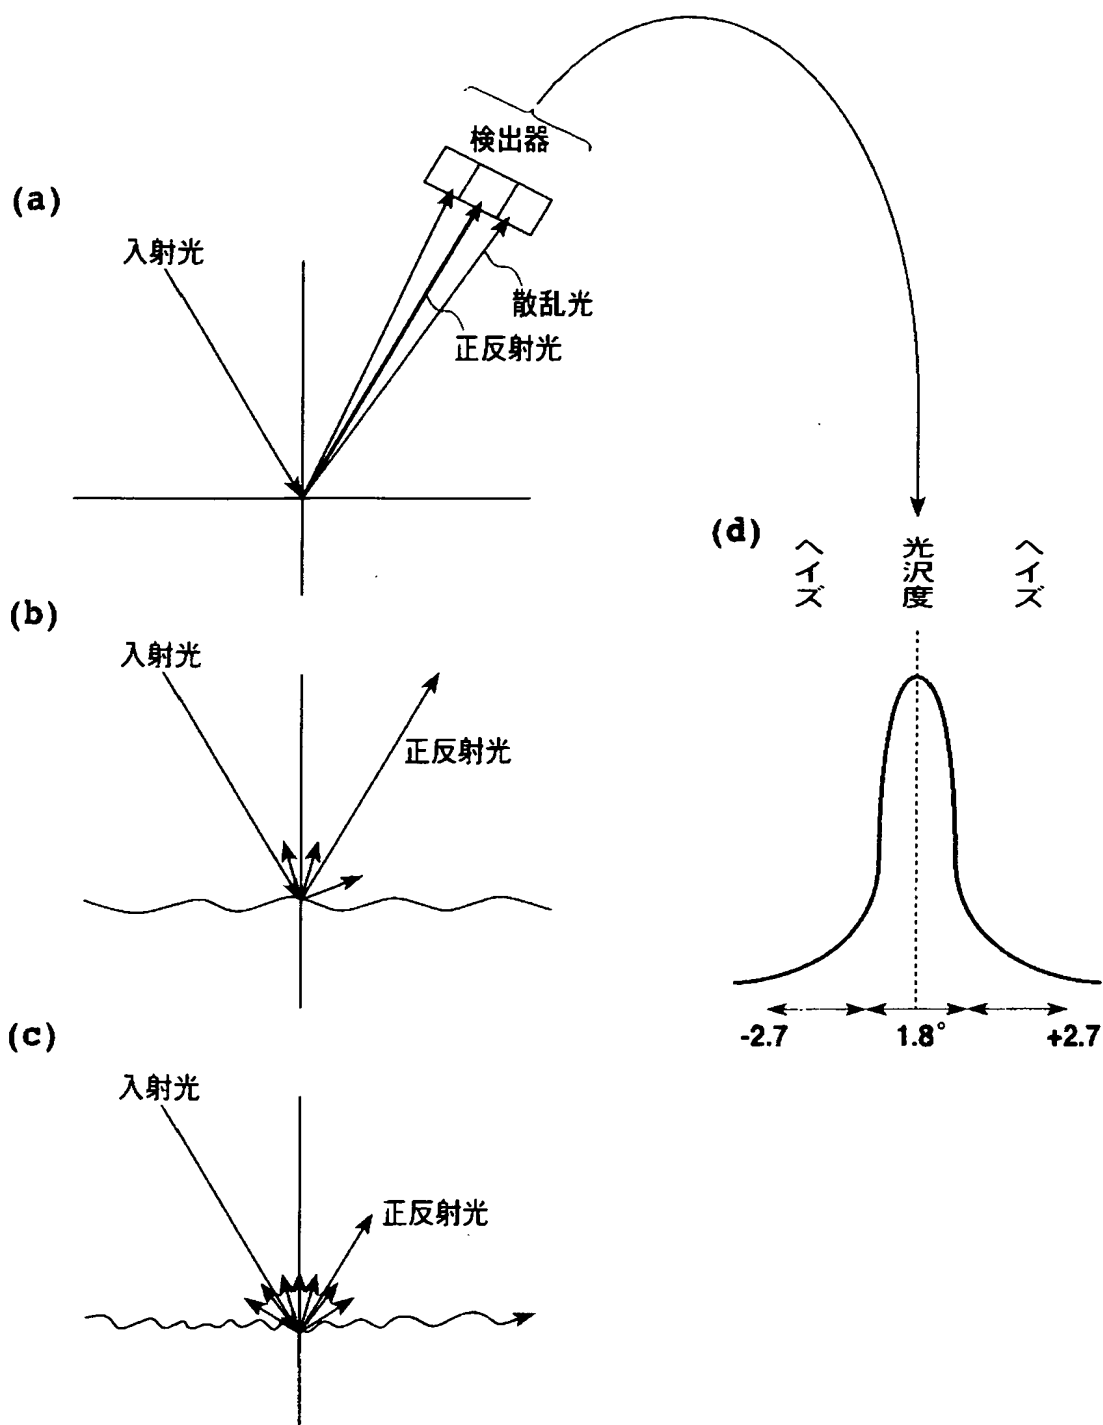 (a)
検出器
入射光
散乱光
正反射光
(b)
入射光
正反射光
(c)
入射光
正反射光
(d)
ヘイズ
光沢度
ヘイズ
-2.7
1.8°
+2.7